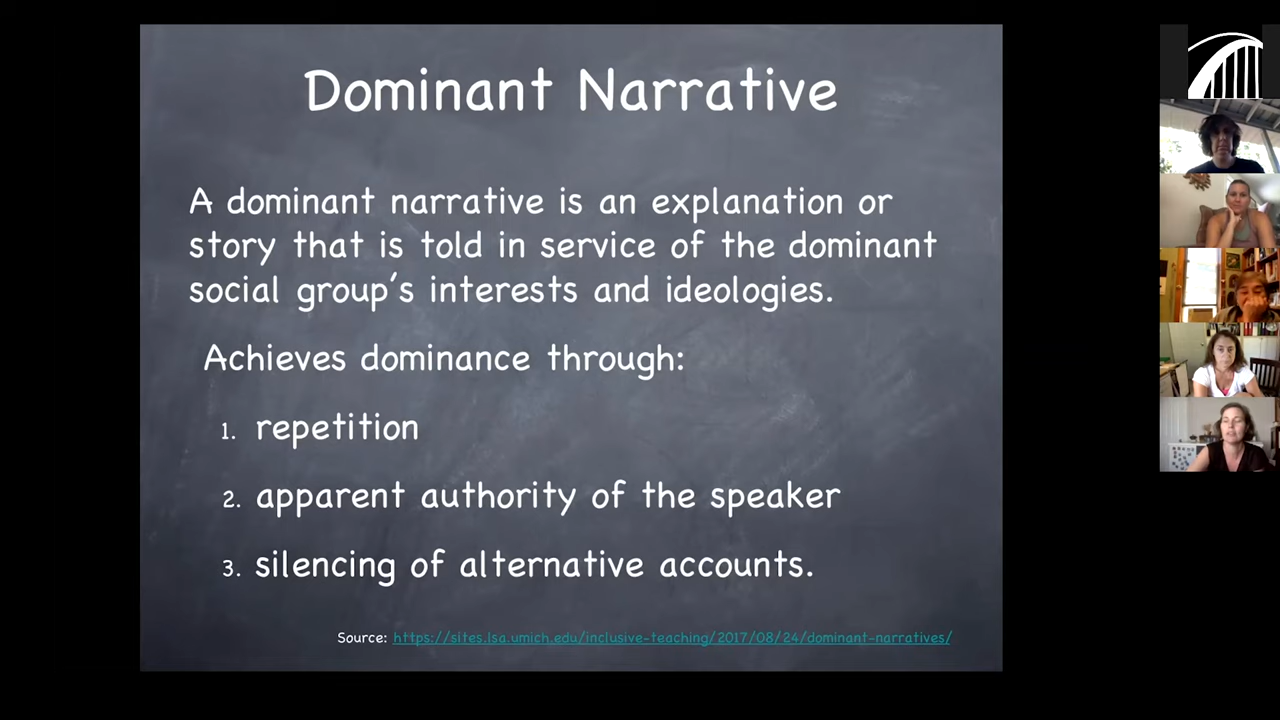 Dominant Narrative
A dominant narrative is an explanation or
story that is told in service of the dominant
social group's interests and ideologies.
Achieves dominance through:
1. repetition
2. apparent authority of the speaker
3. silencing of alternative accounts.
Source: https://sites.lsa.umich.edu/inclusive-teaching/2017/08/24/dominant-narratives/